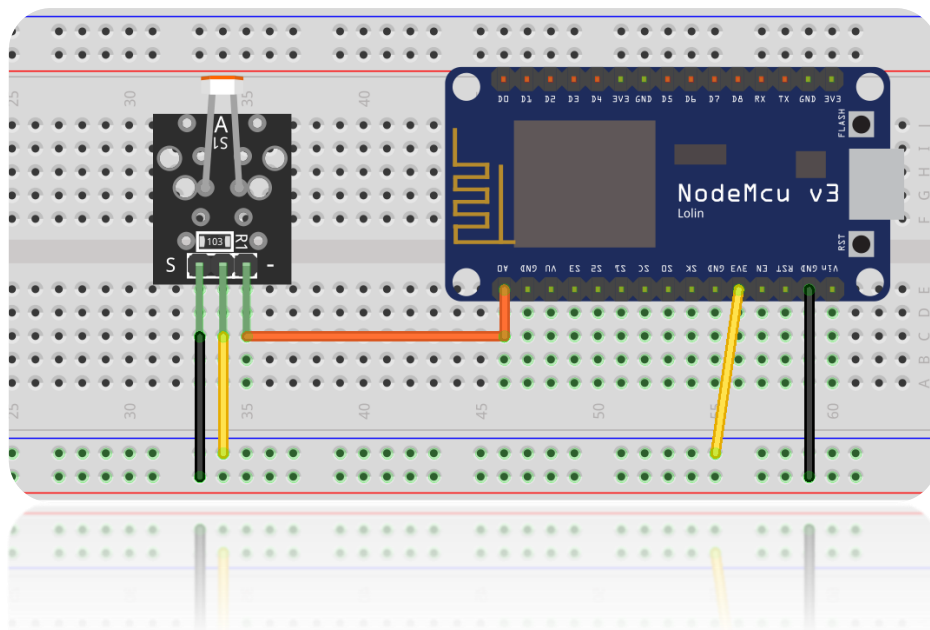 25 30 35 40
D0 D1 D2 D3 D4 3V3 GND D5 D6 D7 D8 RX TX GND 3V3
FLASH
A
S1
I
H
G
F
NodeMcu v3
Lolin
RST
103
R1
S -
A0 GND VU S3 S2 S1 SC SO SK GND 3V3 EN RST GND Vin
E
D
C
B
A
25 30 35 40 45 50 55 60